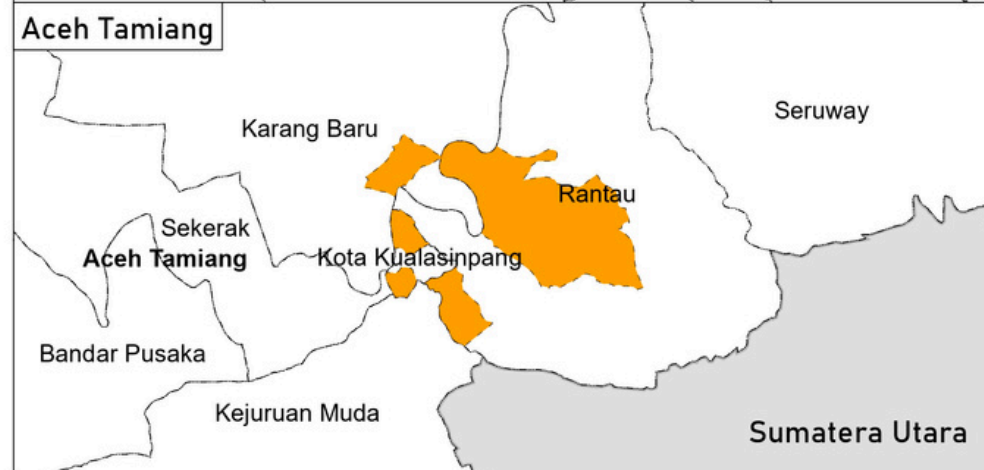 Aceh Tamiang
Seruway
Karang Baru
Rantau
Sekerak
Aceh Tamiang
Kota Kualasinpang
Bandar Pusaka
Kejuruan Muda
Sumatera Utara